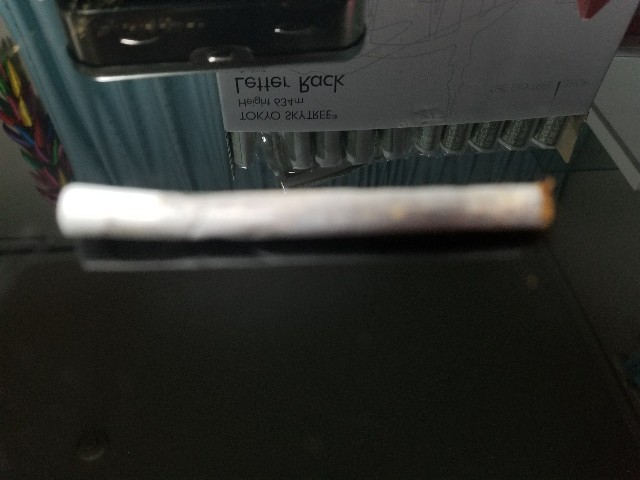 TOKYO SKYTREE®
Height 634m
Letter Rack